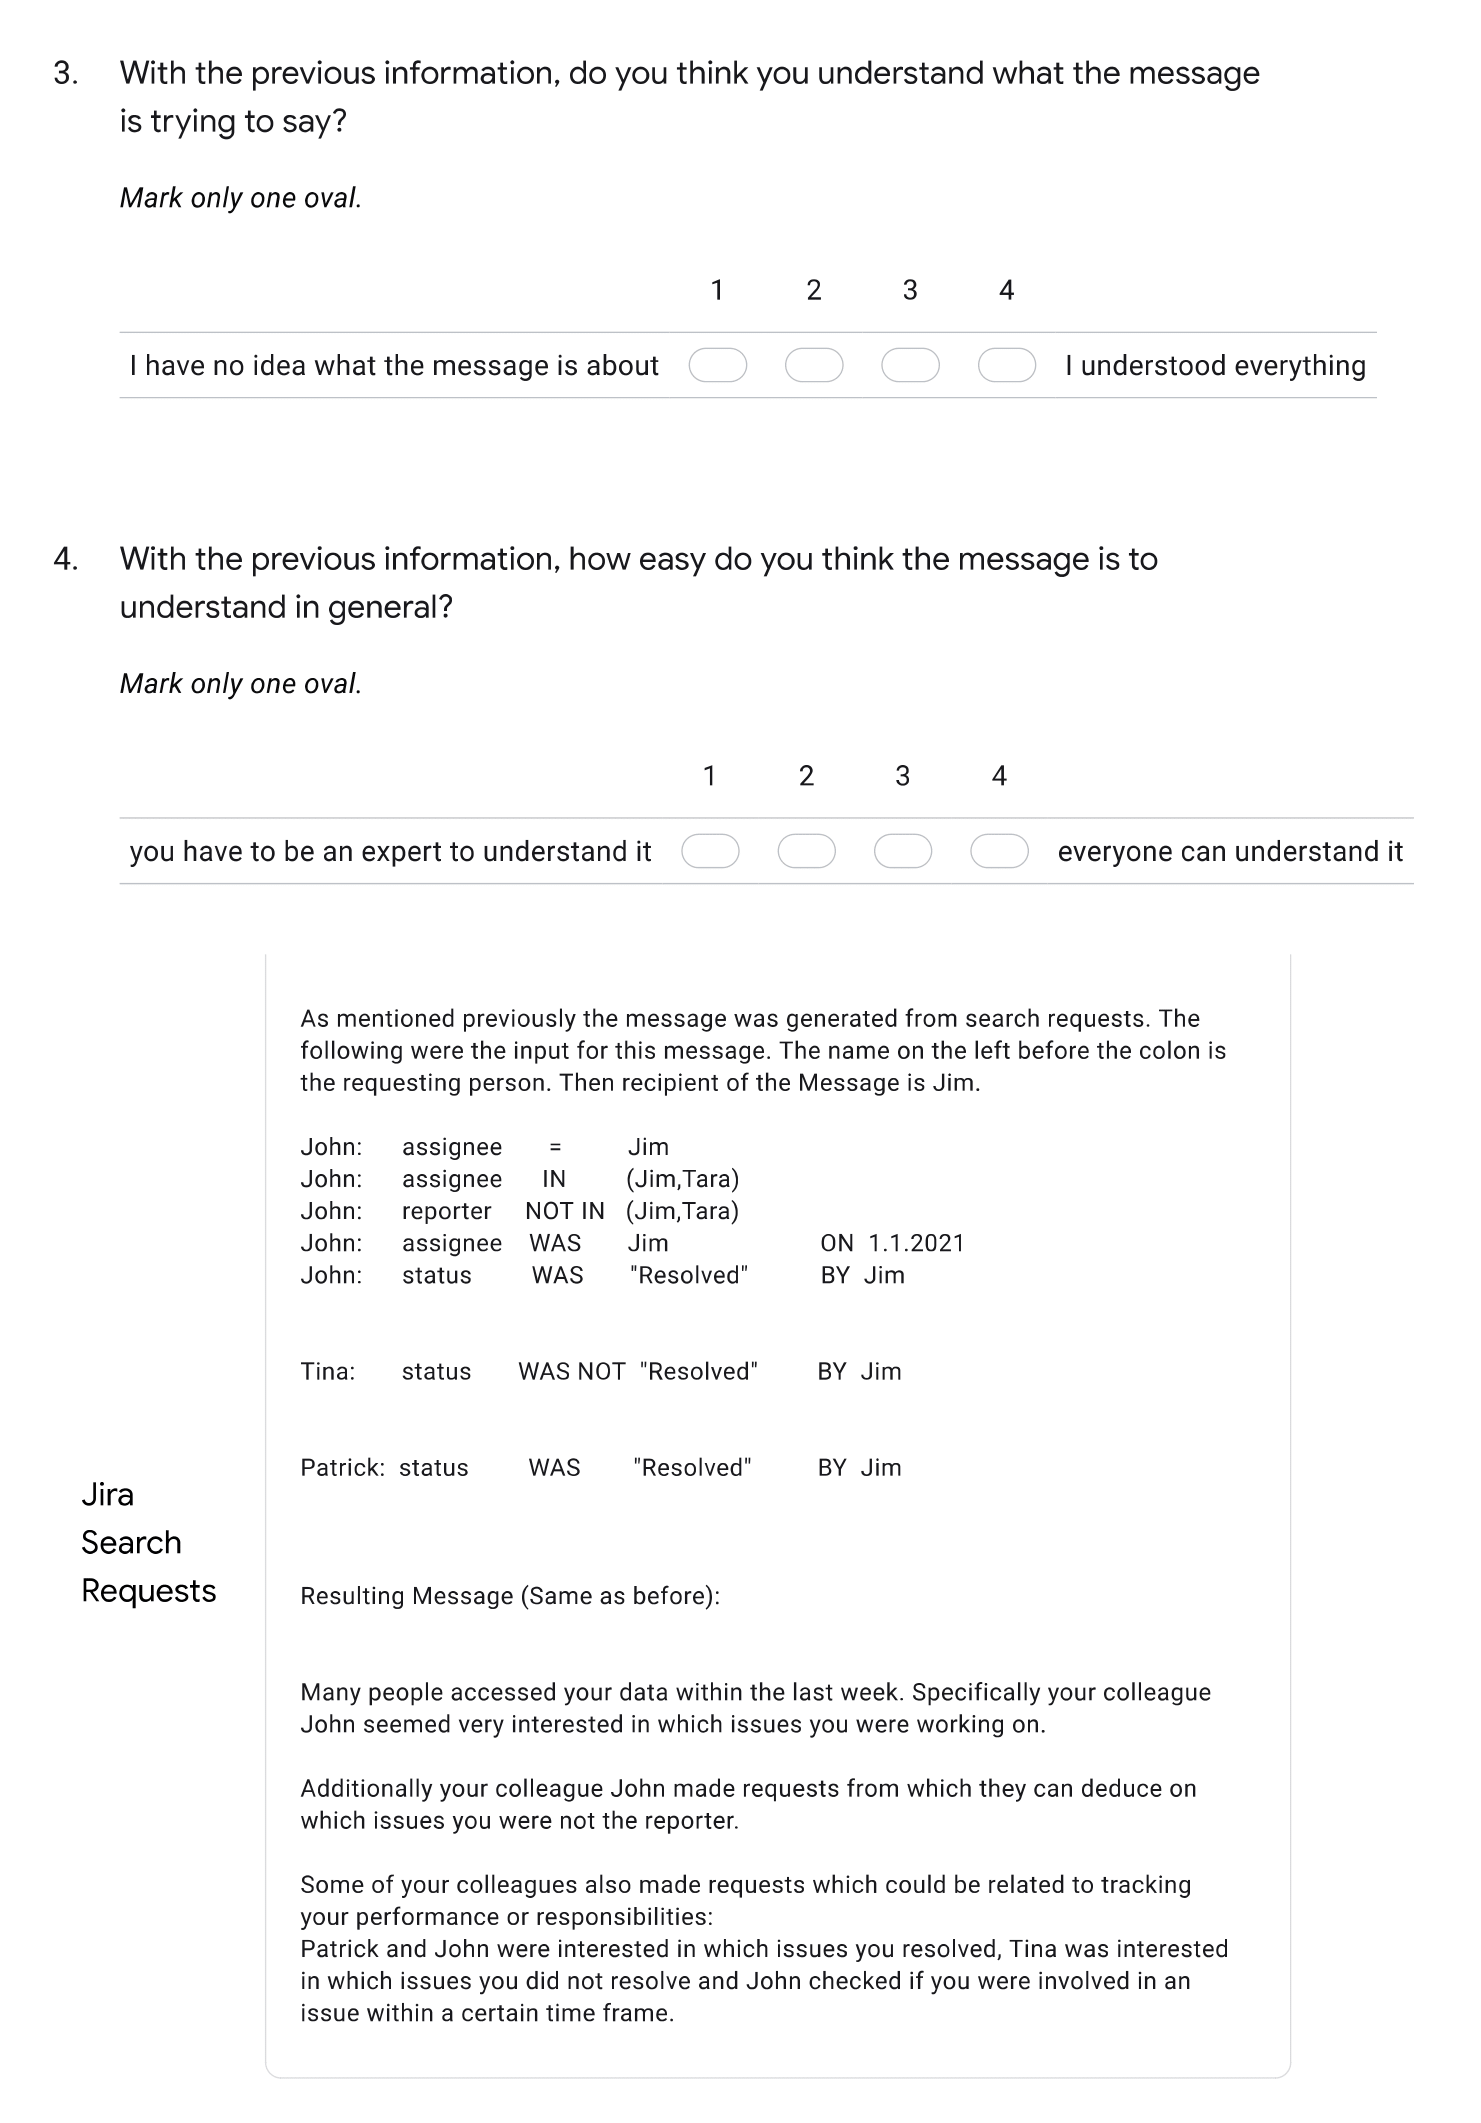 3. With the previous information, do you think you understand what the message
is trying to say?
Mark only one oval.
1 2 3 4
I have no idea what the message is about I understood everything
4. With the previous information, how easy do you think the message is to
understand in general?
Mark only one oval.
1 2 3 4
you have to be an expert to understand it everyone can understand it
Jira
Search
Requests
As mentioned previously the message was generated from search requests. The
following were the input for this message. The name on the left before the colon is
the requesting person. Then recipient of the Message is Jim.
John: assignee = Jim
John: assignee IN (Jim,Tara)
John: reporter NOT IN (Jim,Tara)
John: assignee WAS Jim ON 1.1.2021
John: status WAS "Resolved" BY Jim
Tina: status WAS NOT "Resolved" BY Jim
Patrick: status WAS "Resolved" BY Jim
Resulting Message (Same as before):
Many people accessed your data within the last week. Specifically your colleague
John seemed very interested in which issues you were working on.
Additionally your colleague John made requests from which they can deduce on
which issues you were not the reporter.
Some of your colleagues also made requests which could be related to tracking
your performance or responsibilities:
Patrick and John were interested in which issues you resolved, Tina was interested
in which issues you did not resolve and John checked if you were involved in an
issue within a certain time frame.